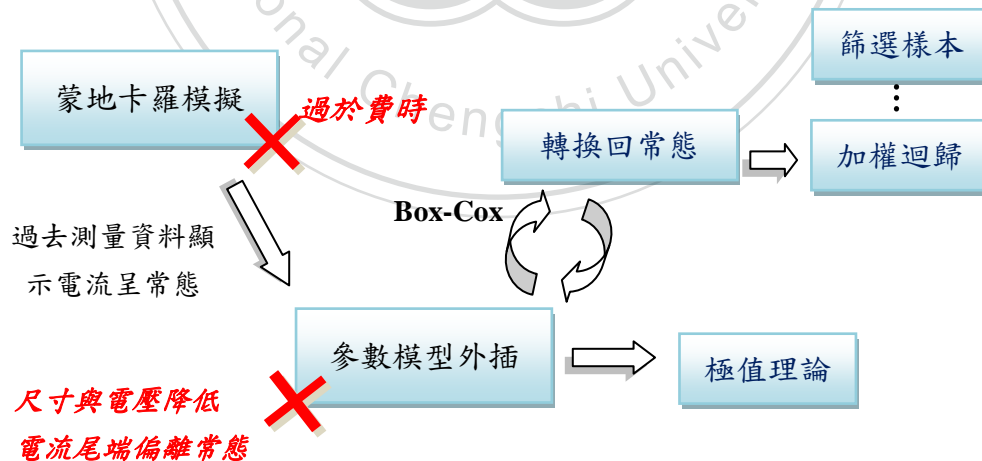 onal Chengchi Univer
篩選樣本
蒙地卡羅模擬
過於費時
轉換回常態
加權迴歸
Box-Cox
過去測量資料顯
示電流呈常態
參數模型外插
極值理論
尺寸與電壓降低
電流尾端偏離常態